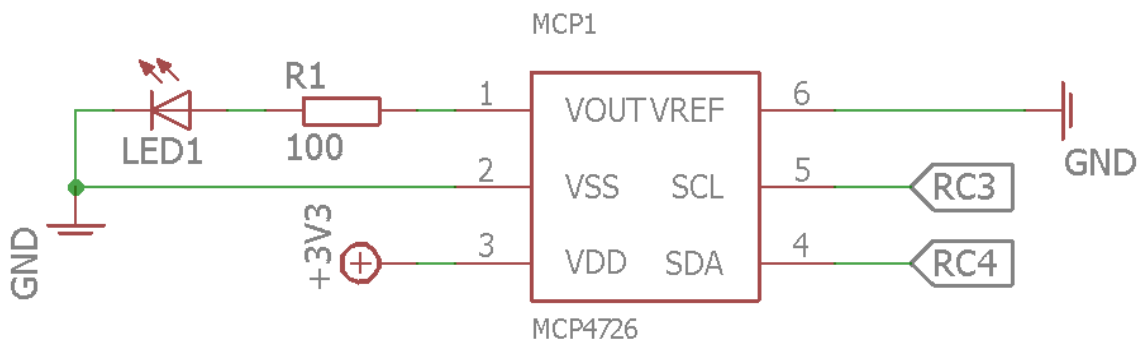 MCP1
R1
1
VOUT
VREF
6
LED1
100
GND
2
VSS
SCL
5
RC3
GND
+3V3
3
VDD
SDA
4
RC4
MCP4726